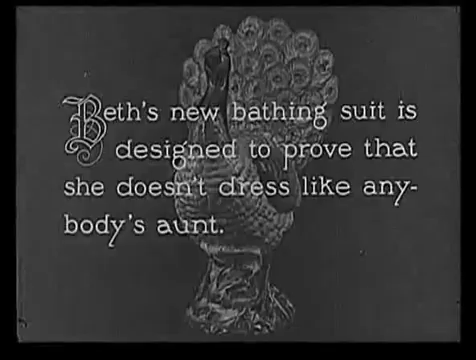 Beth's new bathing suit is
designed to prove that
she doesn't dress like any-
body's aunt.